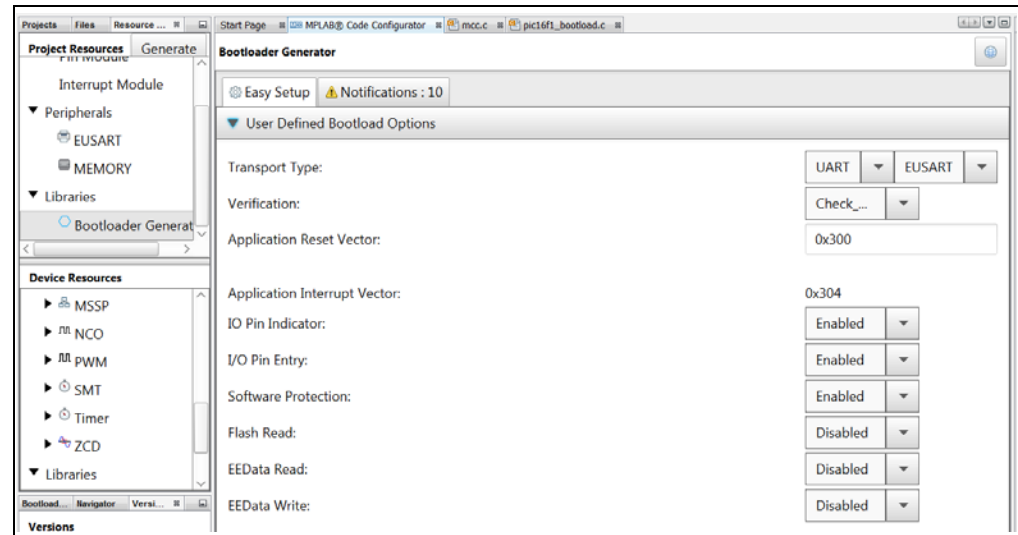 Projects Files Resource ...
Start Page MPLAB® Code Configurator mcc.c pic16f1_bootload.c
Project Resources Generate
Pin Module
Interrupt Module
Peripherals
EUSART
MEMORY
Libraries
Bootloader Generat
Device Resources
MSSP
NCO
PWM
SMT
Timer
ZCD
Libraries
Bootload... Navigator Versi...
Versions
Bootloader Generator
Easy Setup Notifications : 10
User Defined Bootload Options
Transport Type: UART EUSART
Verification: Check_...
Application Reset Vector: 0x300
Application Interrupt Vector: 0x304
IO Pin Indicator: Enabled
I/O Pin Entry: Enabled
Software Protection: Enabled
Flash Read: Disabled
EEData Read: Disabled
EEData Write: Disabled